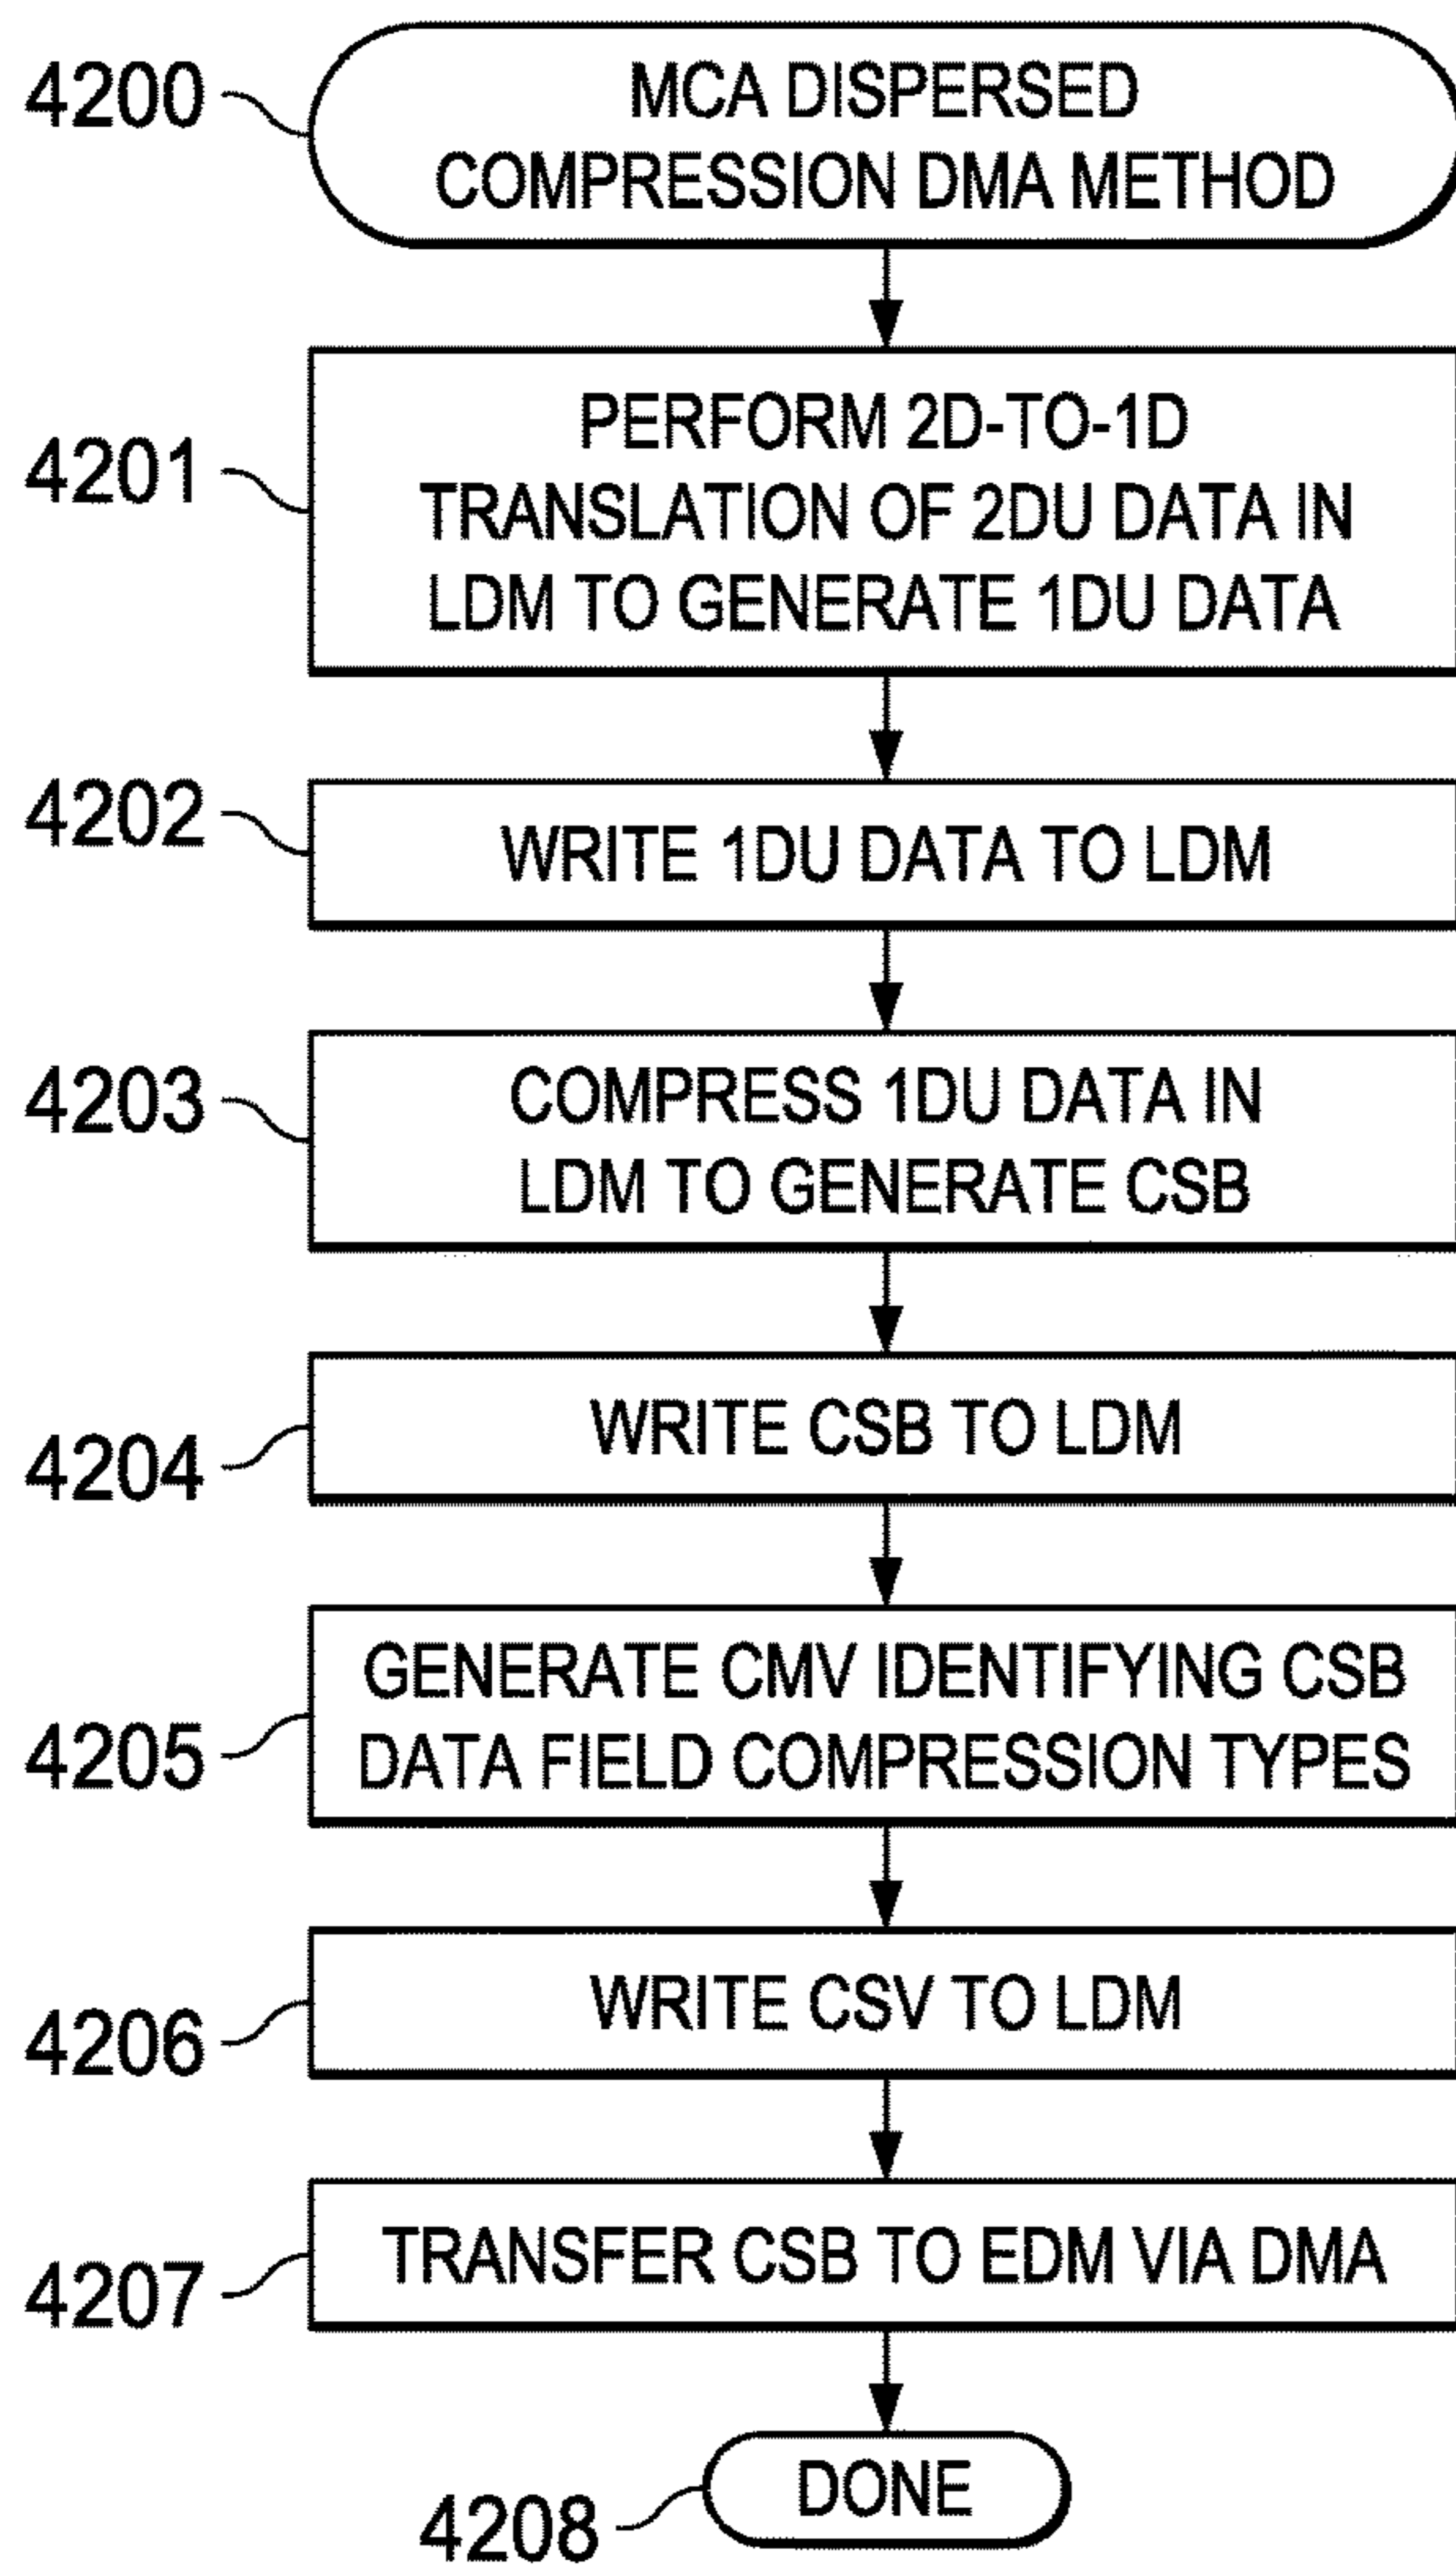 4200
MCA DISPERSED
COMPRESSION DMA METHOD
4201
PERFORM 2D-TO-1D
TRANSLATION OF 2DU DATA IN
LDM TO GENERATE 1DU DATA
4202
WRITE 1DU DATA TO LDM
4203
COMPRESS 1DU DATA IN
LDM TO GENERATE CSB
4204
WRITE CSB TO LDM
4205
GENERATE CMV IDENTIFYING CSB
DATA FIELD COMPRESSION TYPES
4206
WRITE CSV TO LDM
4207
TRANSFER CSB TO EDM VIA DMA
4208
DONE